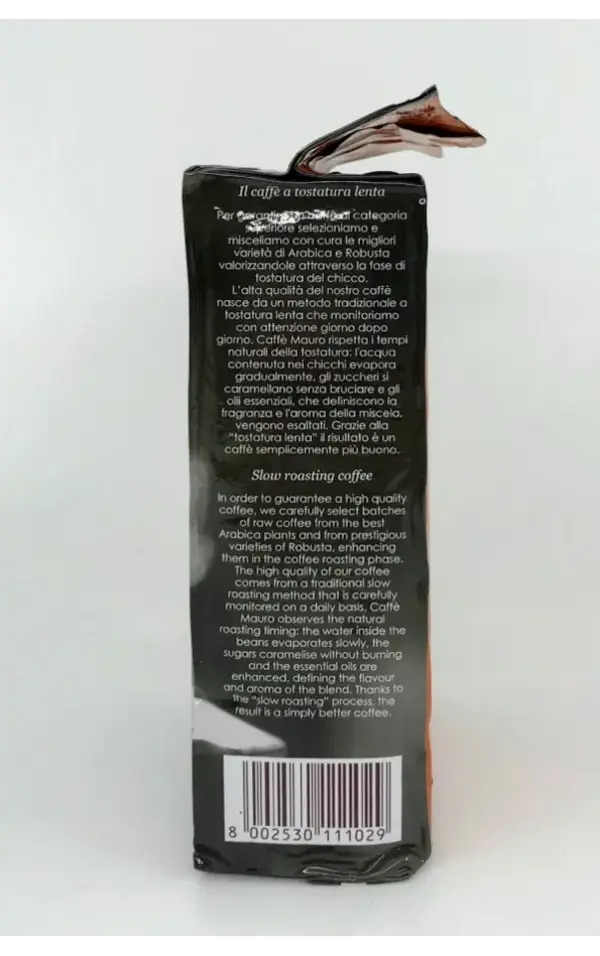 Il caffè a tostatura lenta
Per garantire un caffè di categoria
superiore selezioniamo e
misceliamo con cura le migliori
varietà di Arabica e Robusta
valorizzandole attraverso la fase di
tostatura del chicco.
L'alta qualità del nostro caffè
nasce da un metodo tradizionale a
tostatura lenta che monitoriamo
con attenzione giorno dopo
giorno. Caffè Mauro rispetta i tempi
naturali della tostatura: l'acqua
contenuta nei chicchi evapora
gradualmente, gli zuccheri si
caramellano senza bruciare e gli
olii essenziali, che definiscono la
fragranza e l'aroma della miscela,
vengono esaltati. Grazie alla
"tostatura lenta" il risultato è un
caffè semplicemente più buono.
Slow roasting coffee
In order to guarantee a high quality
coffee, we carefully select batches
of raw coffee from the best
Arabica plants and from prestigious
varieties of Robusta, enhancing
them in the coffee roasting phase.
The high quality of our coffee
comes from a traditional slow
roasting method that is carefully
monitored on a daily basis. Caffè
Mauro observes the natural
roasting timing: the water inside the
beans evaporates slowly, the
sugars caramelise without burning
and the essential oils are
enhanced, defining the flavour
and aroma of the blend. Thanks to
the "slow roasting" process, the
result is a simply better coffee.
8 002530 111029